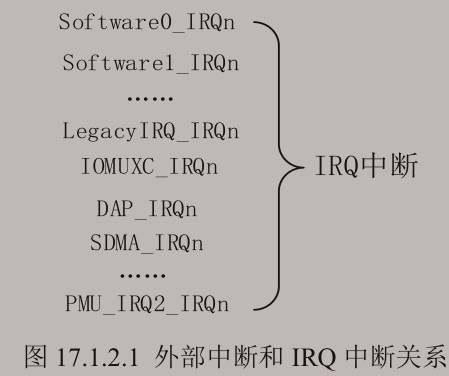 Software0_IRQn
Software1_IRQn
……
LegacyIRQ_IRQn
IOMUXC_IRQn
IRQ中断
DAP_IRQn
SDMA_IRQn
……
PMU_IRQ2_IRQn
图 17.1.2.1 外部中断和 IRQ 中断关系